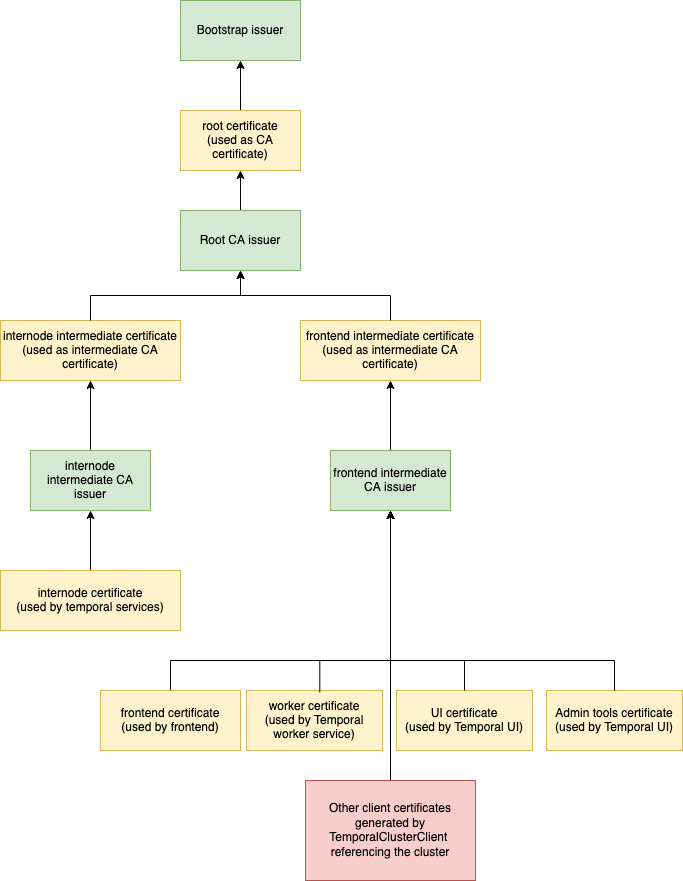 Bootstrap issuer
root certificate
(used as CA
certificate)
Root CA issuer
internode intermediate certificate
(used as intermediate CA
certificate)
frontend intermediate certificate
(used as intermediate CA
certificate)
internode
intermediate CA
issuer
frontend intermediate
CA issuer
internode certificate
(used by temporal services)
frontend certificate
(used by frontend)
worker certificate
(used by Temporal
worker service)
UI certificate
(used by Temporal UI)
Admin tools certificate
(used by Temporal UI)
Other client certificates
generated by
TemporalClusterClient
referencing the cluster